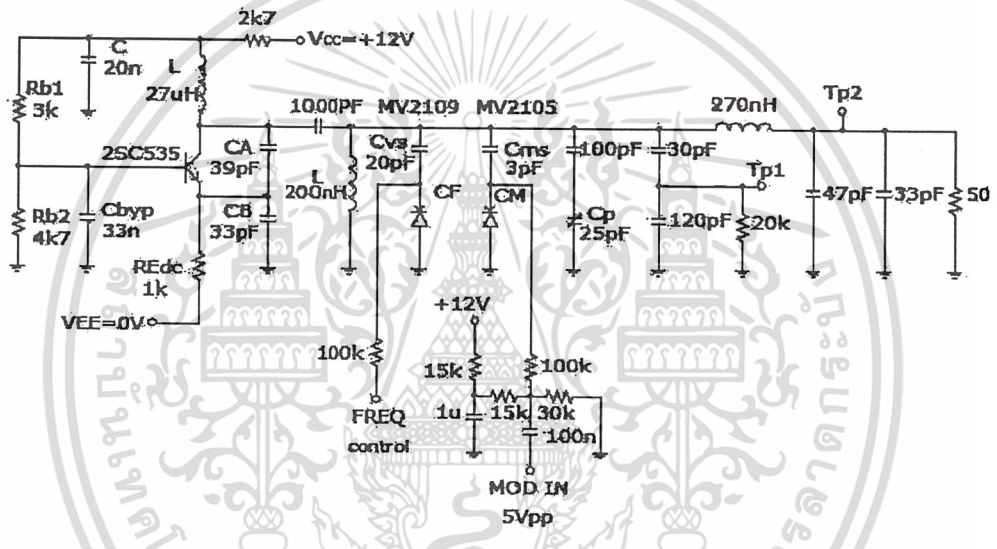 2k7
Vcc=+12V
C
20n
L
27uH
Rb1
3k
1000PF
MV2109
MV2105
270nH
Tp2
2SC535
CA
39pF
Cvs
20pF
Cms
3pF
100pF
30pF
Tp1
L
200nH
CF
CM
Rb2
4k7
Cbyp
33n
CB
33pF
Cp
25pF
120pF
20k
47pF
33pF
50
REdc
1k
VEE=0V
+12V
100k
15k
100k
FREQ
control
1u
15k
30k
100n
MOD IN
5Vpp